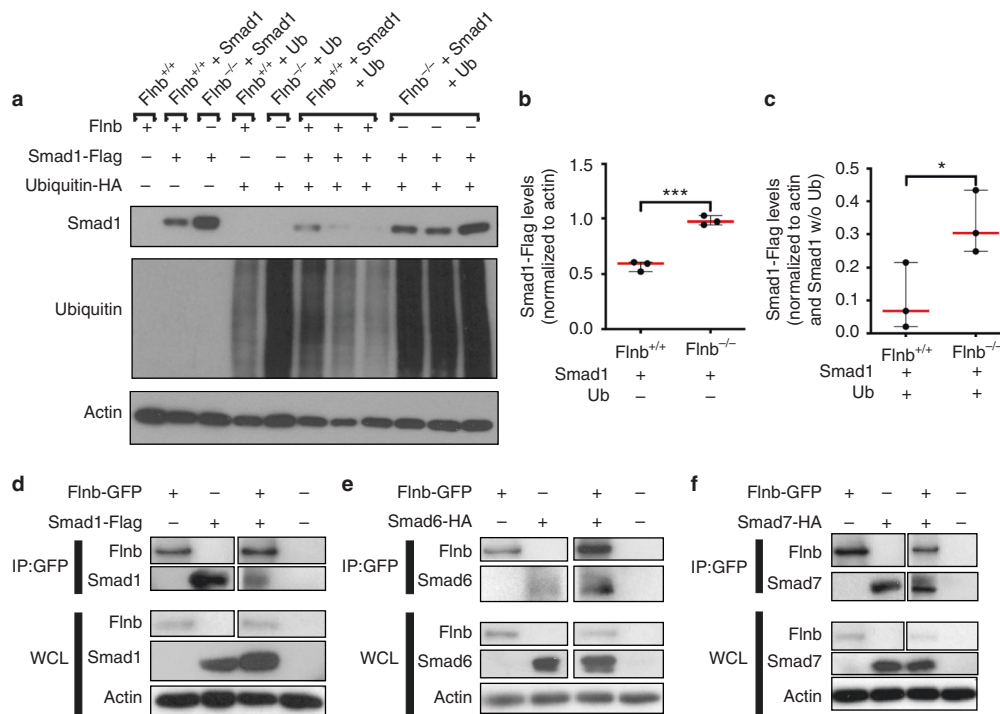 a
Flnb+/+
Flnb+/+ + Smad1
Flnb−/− + Smad1
Flnb+/+ + Ub
Flnb−/− + Ub
Flnb+/+ + Smad1
+ Ub
Flnb−/− + Smad1
+ Ub
Flnb + + − + − + + + − − −
Smad1-Flag − + + − − + + + + + +
Ubiquitin-HA − − − + + + + + + + +
Smad1
Ubiquitin
Actin
b
Smad1-Flag levels
(normalized to actin)
1.5
1.0
0.5
0.0
***
Flnb+/+ Flnb−/−
Smad1 + +
Ub − −
c
Smad1-Flag levels
(normalized to actin
and Smad1 w/o Ub)
0.5
0.4
0.3
0.2
0.1
0.0
*
Flnb+/+ Flnb−/−
Smad1 + +
Ub + +
d
Flnb-GFP + − + −
Smad1-Flag − + + −
IP:GFP
Flnb
Smad1
WCL
Flnb
Smad1
Actin
e
Flnb-GFP + − + −
Smad6-HA − + + −
IP:GFP
Flnb
Smad6
WCL
Flnb
Smad6
Actin
f
Flnb-GFP + − + −
Smad7-HA − + + −
IP:GFP
Flnb
Smad7
WCL
Flnb
Smad7
Actin